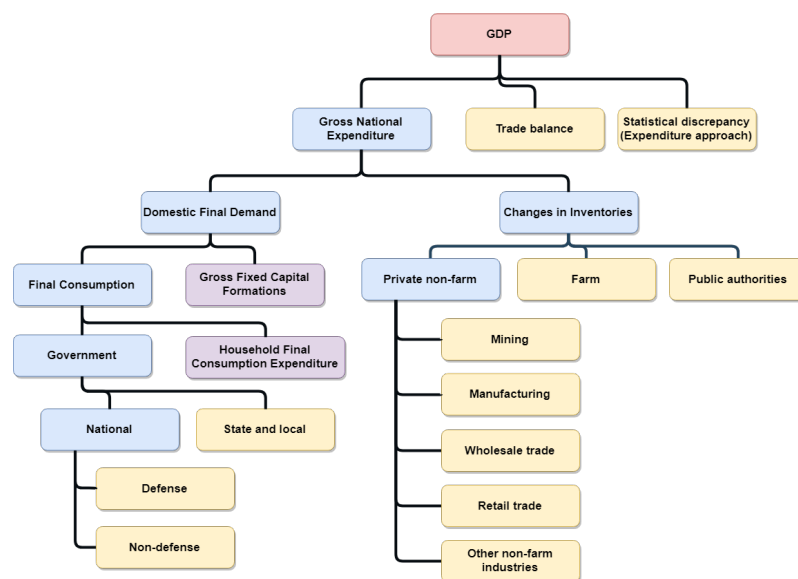 GDP
Gross National
Expenditure
Trade balance
Statistical discrepancy
(Expenditure approach)
Domestic Final Demand
Changes in Inventories
Final Consumption
Gross Fixed Capital
Formations
Private non-farm
Farm
Public authorities
Government
Household Final
Consumption Expenditure
Mining
Manufacturing
National
State and local
Wholesale trade
Defense
Retail trade
Non-defense
Other non-farm
industries